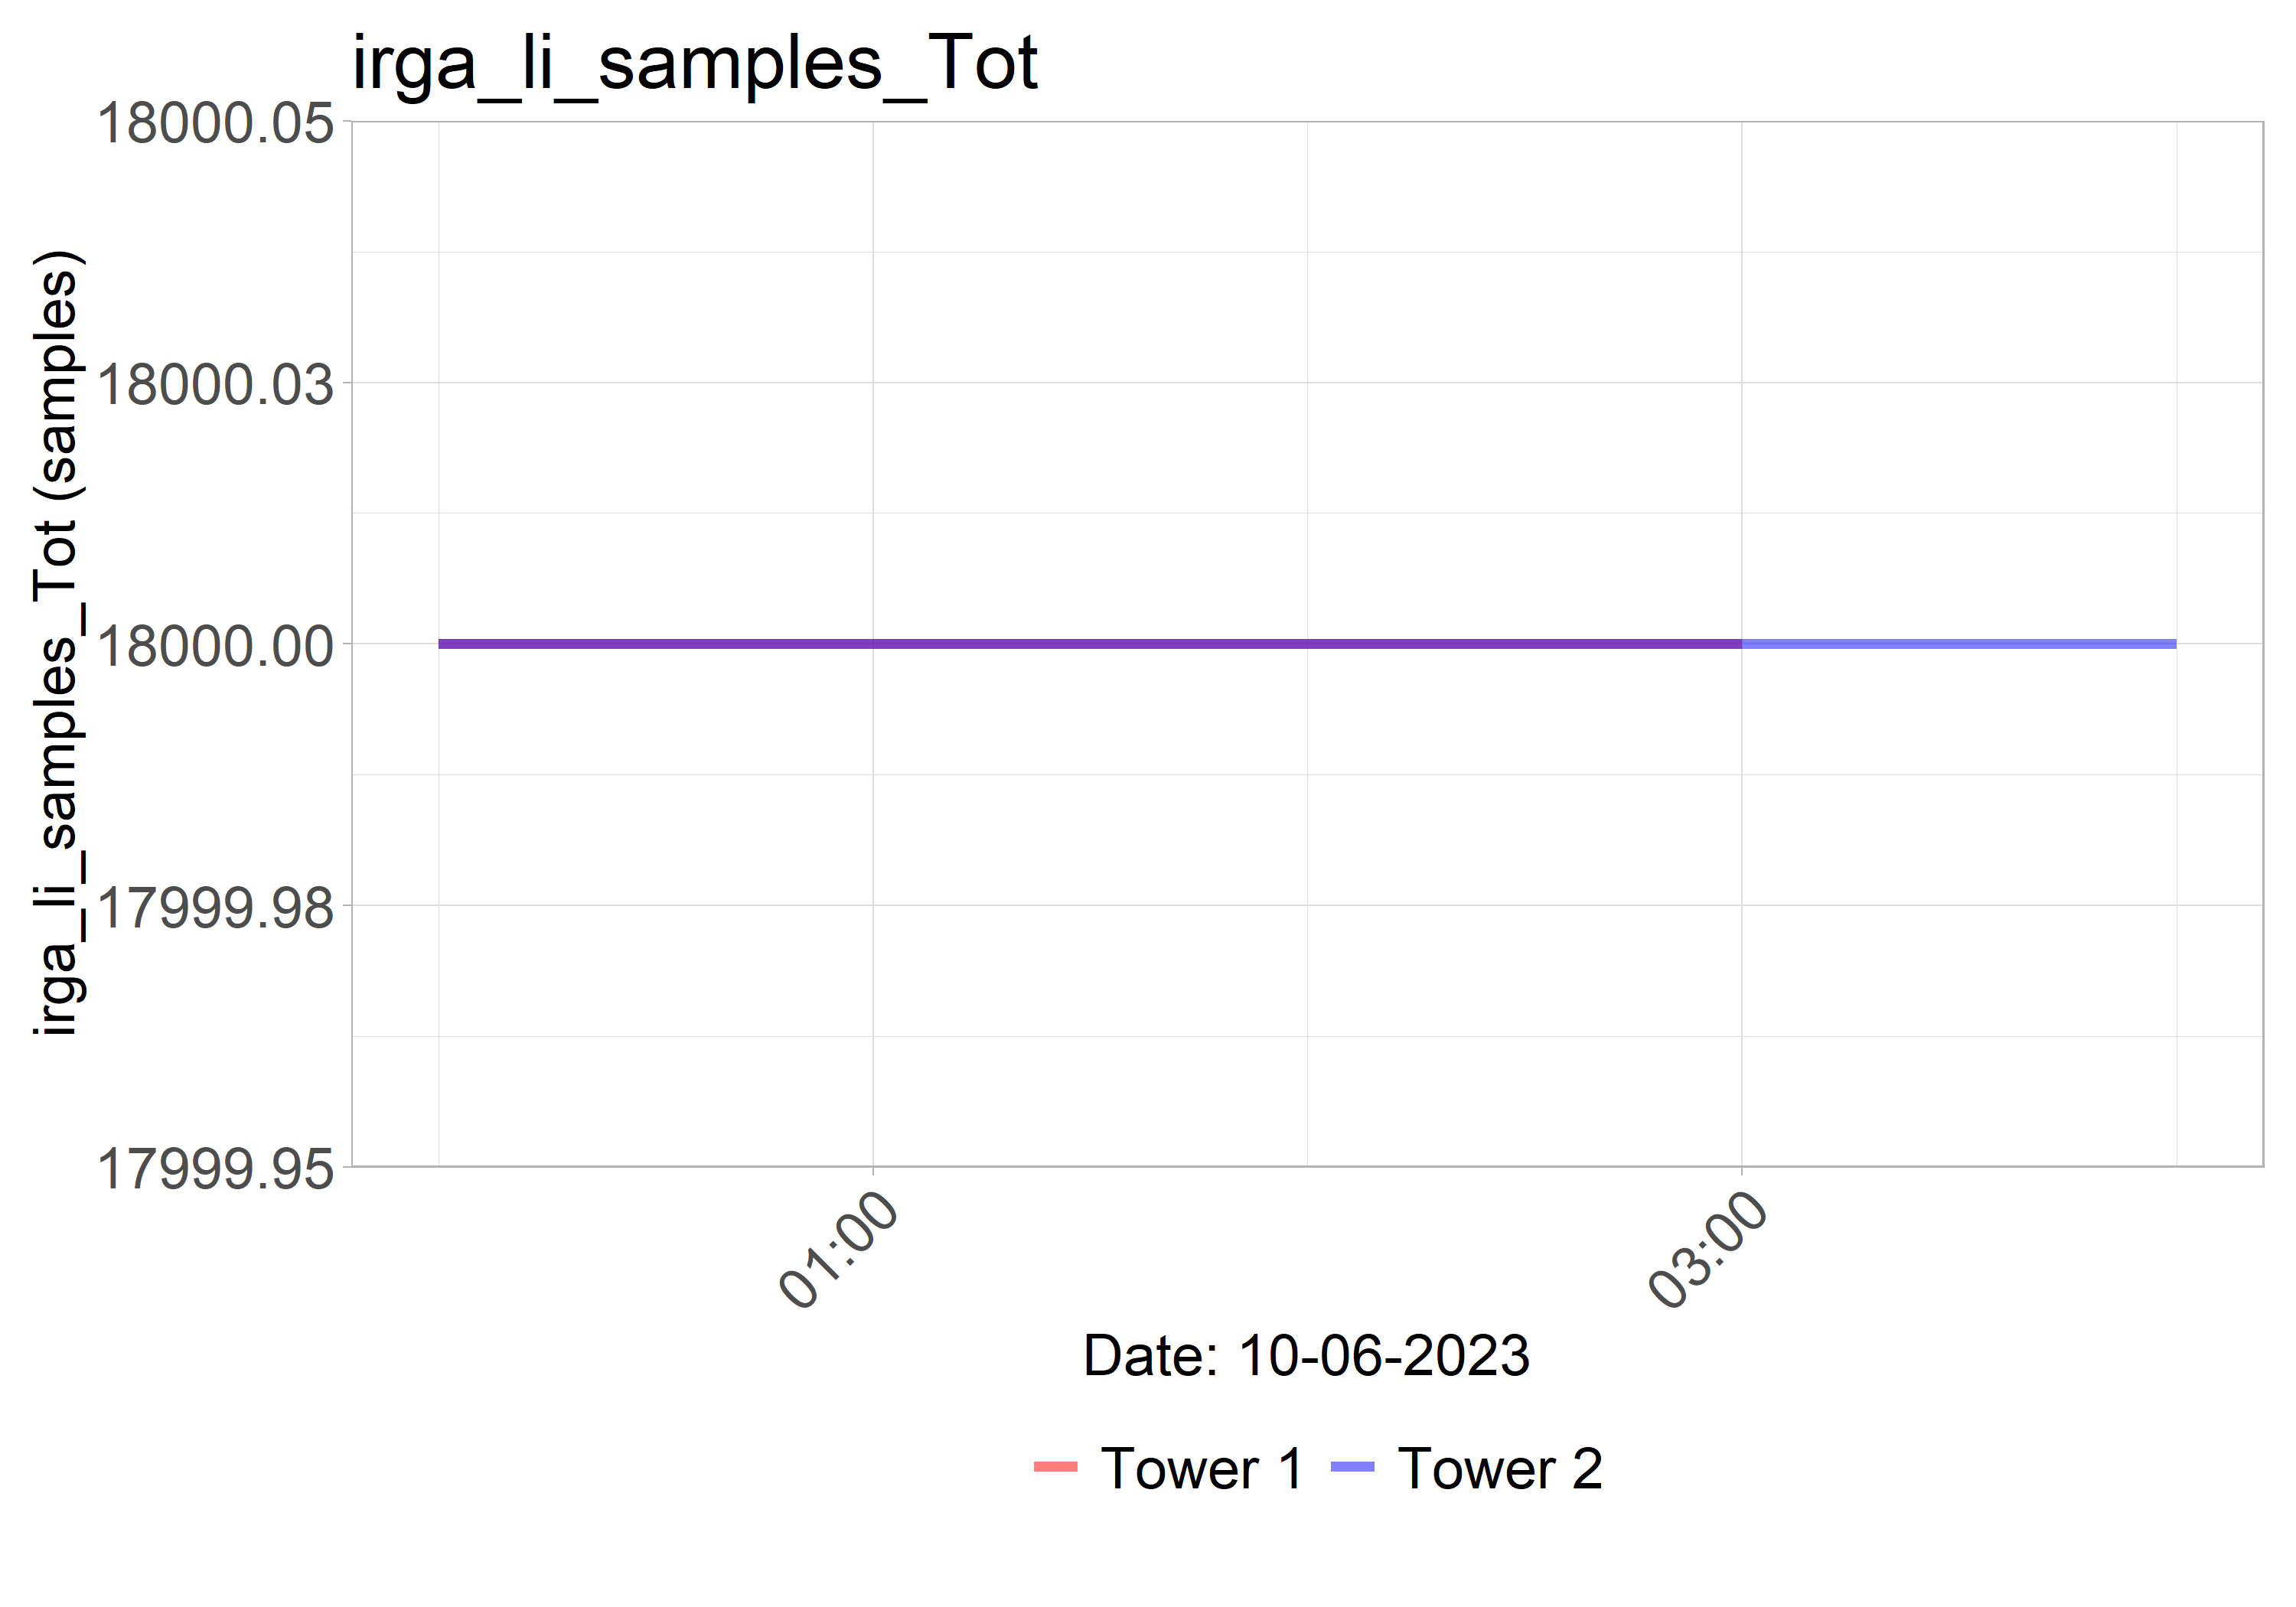 irga_li_samples_Tot
irga_li_samples_Tot (samples)
18000.05
18000.03
18000.00
17999.98
17999.95
01:00
03:00
Date: 10-06-2023
Tower 1
Tower 2